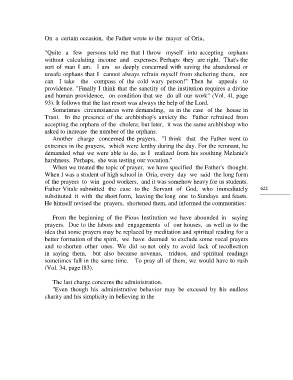 On a certain occasion, the Father wrote to the mayor of Oria,
"Quite a few persons told me that I throw myself into accepting orphans
without calculating income and expenses. Perhaps they are right. That's the
sort of man I am. I am so deeply concerned with saving the abandoned or
unsafe orphans that I cannot always refrain myself from sheltering them, nor
can I take the compass of the cold wary person!" Then he appeals to
providence. "Finally I think that the sanctity of the institution requires a divine
and human providence, on condition that we do all our work" (Vol. 41, page
93). It follows that the last resort was always the help of the Lord.
Sometimes circumstances were demanding, as in the case of the house in
Trani. In the presence of the archbishop's anxiety the Father refrained from
accepting the orphans of the cholera; but later, it was the same archbishop who
asked to increase the number of the orphans.
Another charge concerned the prayers. "I think that the Father went to
extremes in the prayers, which were lenthy during the day. For the remnant, he
demanded what we were able to do, as I realized from his soothing Melanie's
harshness. Perhaps, she was testing our vocation."
When we treated the topic of prayer, we have specified the Father's thought.
When I was a student of high school in Oria, every day we said the long form
of the prayers to win good workers, and it was somehow heavy for us students.
Father Vitale submitted the case to the Servant of God, who immediately
substituted it with the short form, leaving the long one to Sundays and feasts.
He himself revised the prayers, shortened them, and informed the communities:
622
From the beginning of the Pious Institution we have abounded in saying
prayers. Due to the labors and engagements of our houses, as well as to the
idea that some prayers may be replaced by meditation and spiritual reading for a
better formation of the spirit, we have deemed to exclude some vocal prayers
and to shorten other ones. We did so not only to avoid lack of recollection
in saying them, but also because novenas, triduos, and spiritual readings
sometimes fall in the same time. To pray all of them, we would have to rush
(Vol. 34, page 183).
The last charge concerns the administration.
"Even though his administrative behavior may be excused by his endless
charity and his simplicity in believing in the